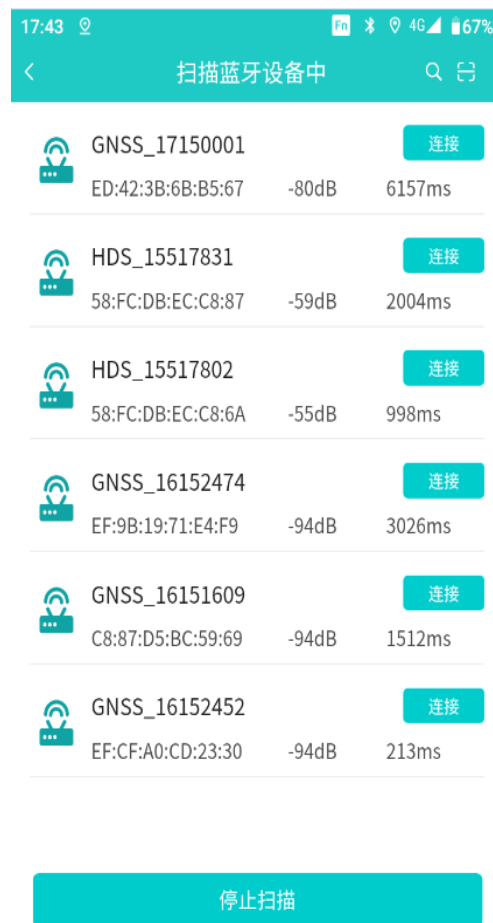 17:43 Fn 4G 67%
扫描蓝牙设备中
GNSS_17150001 连接
ED:42:3B:6B:B5:67 -80dB 6157ms
HDS_15517831 连接
58:FC:DB:EC:C8:87 -59dB 2004ms
HDS_15517802 连接
58:FC:DB:EC:C8:6A -55dB 998ms
GNSS_16152474 连接
EF:9B:19:71:E4:F9 -94dB 3026ms
GNSS_16151609 连接
C8:87:D5:BC:59:69 -94dB 1512ms
GNSS_16152452 连接
EF:CF:A0:CD:23:30 -94dB 213ms
停止扫描